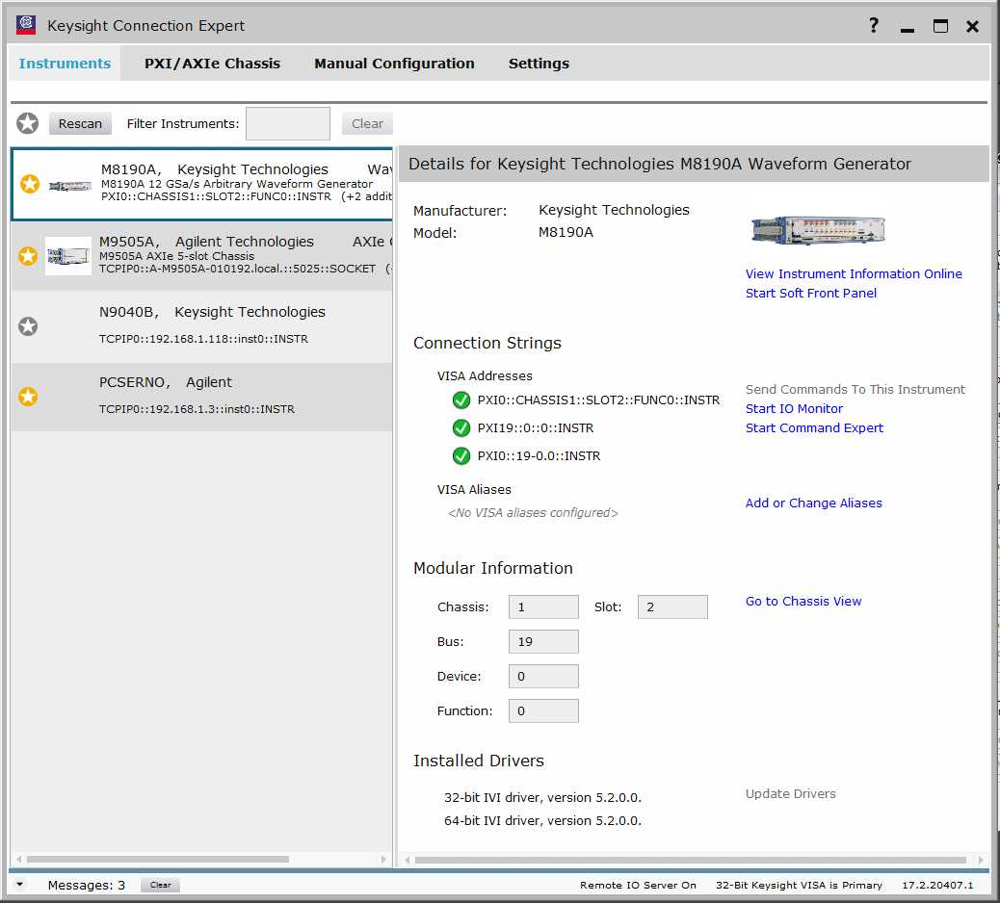 Keysight Connection Expert
?
Instruments PXI/AXIe Chassis Manual Configuration Settings
Rescan Filter Instruments: Clear
M8190A, Keysight Technologies Wav
M8190A 12 GSa/s Arbitrary Waveform Generator
PXI0::CHASSIS1::SLOT2::FUNC0::INSTR (+2 addit
M9505A, Agilent Technologies AXIe C
M9505A AXIe 5-slot Chassis
TCPIP0::A-M9505A-010192.local.::5025::SOCKET (
N9040B, Keysight Technologies
TCPIP0::192.168.1.118::inst0::INSTR
PCSERNO, Agilent
TCPIP0::192.168.1.3::inst0::INSTR
Details for Keysight Technologies M8190A Waveform Generator
Manufacturer: Keysight Technologies
Model: M8190A
View Instrument Information Online
Start Soft Front Panel
Connection Strings
VISA Addresses
PXI0::CHASSIS1::SLOT2::FUNC0::INSTR
PXI19::0::0::INSTR
PXI0::19-0.0::INSTR
Send Commands To This Instrument
Start IO Monitor
Start Command Expert
VISA Aliases
<No VISA aliases configured>
Add or Change Aliases
Modular Information
Chassis: 1 Slot: 2
Go to Chassis View
Bus: 19
Device: 0
Function: 0
Installed Drivers
32-bit IVI driver, version 5.2.0.0.
64-bit IVI driver, version 5.2.0.0.
Update Drivers
Messages: 3 Clear
Remote IO Server On 32-Bit Keysight VISA is Primary 17.2.20407.1